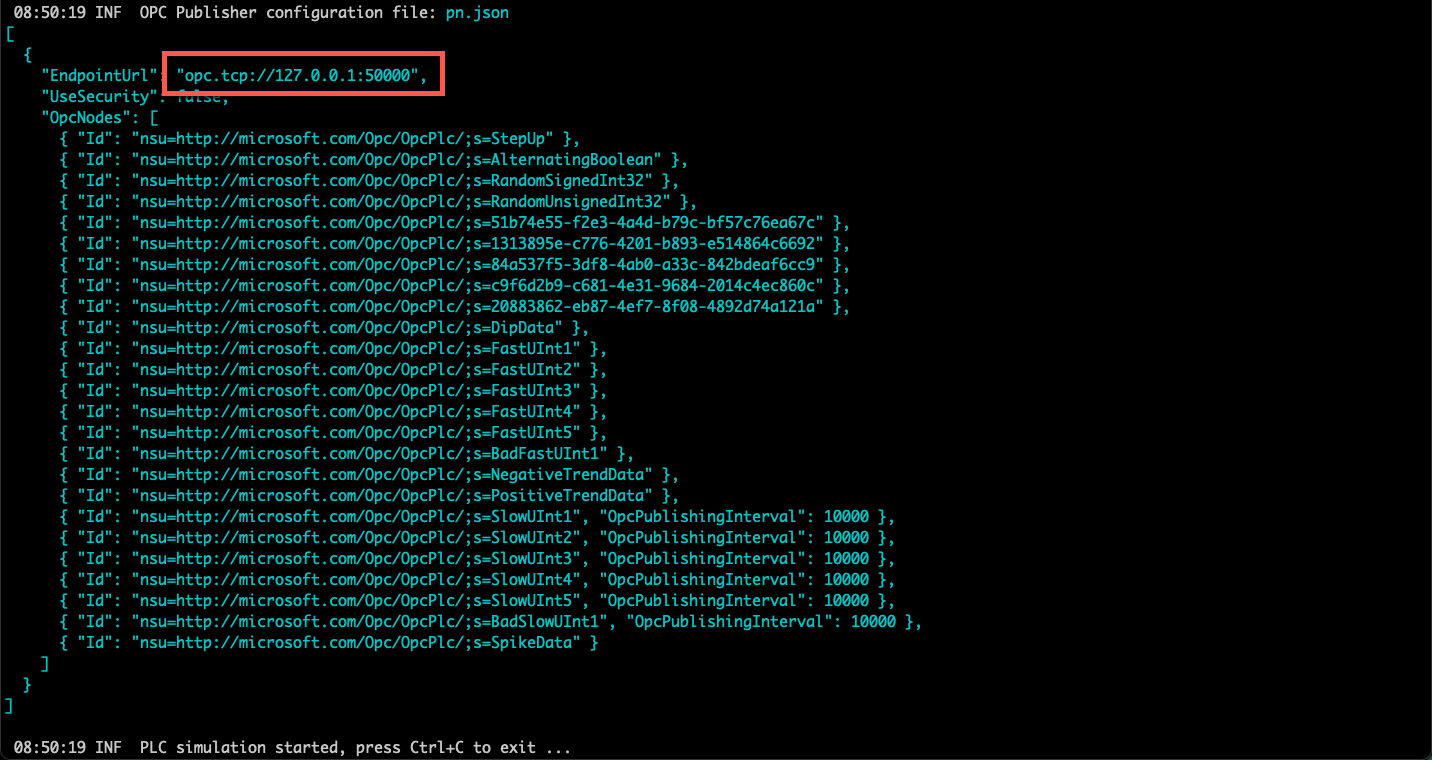 08:50:19 INF  OPC Publisher configuration file: pn.json
[
  {
    "EndpointUrl": "opc.tcp://127.0.0.1:50000",
    "UseSecurity": false,
    "OpcNodes": [
      { "Id": "nsu=http://microsoft.com/Opc/OpcPlc/;s=StepUp" },
      { "Id": "nsu=http://microsoft.com/Opc/OpcPlc/;s=AlternatingBoolean" },
      { "Id": "nsu=http://microsoft.com/Opc/OpcPlc/;s=RandomSignedInt32" },
      { "Id": "nsu=http://microsoft.com/Opc/OpcPlc/;s=RandomUnsignedInt32" },
      { "Id": "nsu=http://microsoft.com/Opc/OpcPlc/;s=51b74e55-f2e3-4a4d-b79c-bf57c76ea67c" },
      { "Id": "nsu=http://microsoft.com/Opc/OpcPlc/;s=1313895e-c776-4201-b893-e514864c6692" },
      { "Id": "nsu=http://microsoft.com/Opc/OpcPlc/;s=84a537f5-3df8-4ab0-a33c-842bdeaf6cc9" },
      { "Id": "nsu=http://microsoft.com/Opc/OpcPlc/;s=c9f6d2b9-c681-4e31-9684-2014c4ec860c" },
      { "Id": "nsu=http://microsoft.com/Opc/OpcPlc/;s=20883862-eb87-4ef7-8f08-4892d74a121a" },
      { "Id": "nsu=http://microsoft.com/Opc/OpcPlc/;s=DipData" },
      { "Id": "nsu=http://microsoft.com/Opc/OpcPlc/;s=FastUInt1" },
      { "Id": "nsu=http://microsoft.com/Opc/OpcPlc/;s=FastUInt2" },
      { "Id": "nsu=http://microsoft.com/Opc/OpcPlc/;s=FastUInt3" },
      { "Id": "nsu=http://microsoft.com/Opc/OpcPlc/;s=FastUInt4" },
      { "Id": "nsu=http://microsoft.com/Opc/OpcPlc/;s=FastUInt5" },
      { "Id": "nsu=http://microsoft.com/Opc/OpcPlc/;s=BadFastUInt1" },
      { "Id": "nsu=http://microsoft.com/Opc/OpcPlc/;s=NegativeTrendData" },
      { "Id": "nsu=http://microsoft.com/Opc/OpcPlc/;s=PositiveTrendData" },
      { "Id": "nsu=http://microsoft.com/Opc/OpcPlc/;s=SlowUInt1", "OpcPublishingInterval": 10000 },
      { "Id": "nsu=http://microsoft.com/Opc/OpcPlc/;s=SlowUInt2", "OpcPublishingInterval": 10000 },
      { "Id": "nsu=http://microsoft.com/Opc/OpcPlc/;s=SlowUInt3", "OpcPublishingInterval": 10000 },
      { "Id": "nsu=http://microsoft.com/Opc/OpcPlc/;s=SlowUInt4", "OpcPublishingInterval": 10000 },
      { "Id": "nsu=http://microsoft.com/Opc/OpcPlc/;s=SlowUInt5", "OpcPublishingInterval": 10000 },
      { "Id": "nsu=http://microsoft.com/Opc/OpcPlc/;s=BadSlowUInt1", "OpcPublishingInterval": 10000 },
      { "Id": "nsu=http://microsoft.com/Opc/OpcPlc/;s=SpikeData" }
    ]
  }
]
08:50:19 INF  PLC simulation started, press Ctrl+C to exit ...